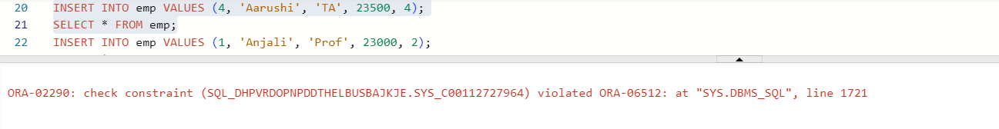 20 INSERT INTO emp VALUES (4, 'Aarushi', 'TA', 23500, 4);
21 SELECT * FROM emp;
22 INSERT INTO emp VALUES (1, 'Anjali', 'Prof', 23000, 2);
ORA-02290: check constraint (SQL_DHPVRDOPNPDDTHELBUSBAJKJE.SYS_C00112727964) violated ORA-06512: at "SYS.DBMS_SQL", line 1721